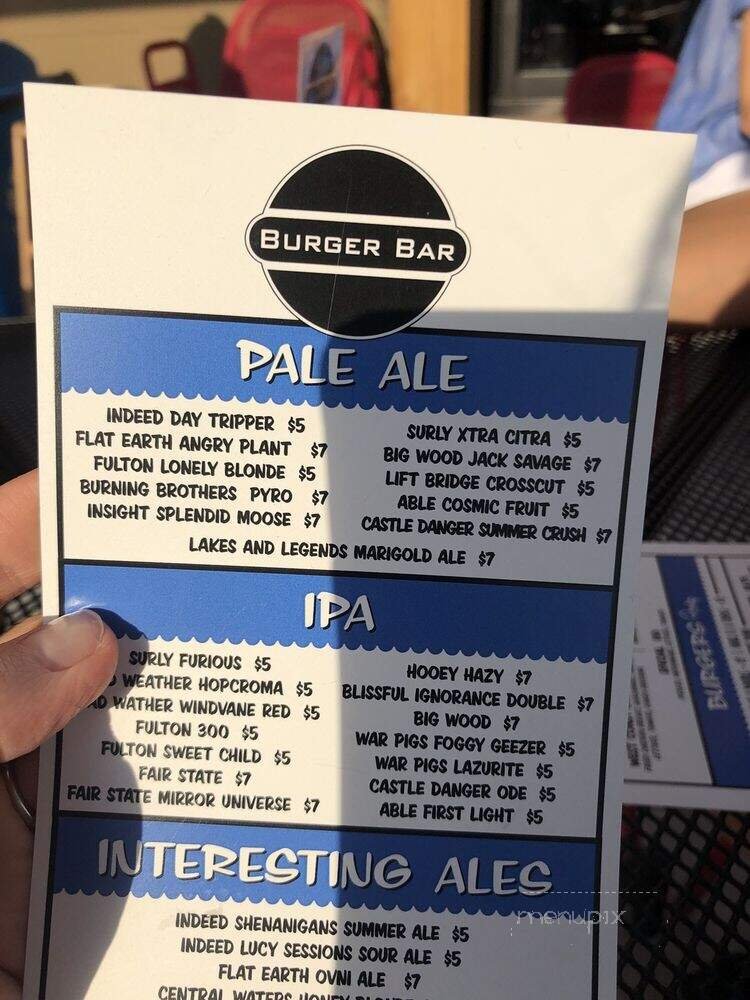 BURGER BAR
PALE ALE
INDEED DAY TRIPPER $5
FLAT EARTH ANGRY PLANT $7
FULTON LONELY BLONDE $5
BURNING BROTHERS PYRO $7
INSIGHT SPLENDID MOOSE $7
SURLY XTRA CITRA $5
BIG WOOD JACK SAVAGE $7
LIFT BRIDGE CROSSCUT $5
ABLE COSMIC FRUIT $5
CASTLE DANGER SUMMER CRUSH $7
LAKES AND LEGENDS MARIGOLD ALE $7
IPA
SURLY FURIOUS $5
WEATHER HOPCROMA $5
WATHER WINDVANE RED $5
FULTON 300 $5
FULTON SWEET CHILD $5
FAIR STATE $7
FAIR STATE MIRROR UNIVERSE $7
HOOEY HAZY $7
BLISSFUL IGNORANCE DOUBLE $7
BIG WOOD $7
WAR PIGS FOGGY GEEZER $5
WAR PIGS LAZURITE $5
CASTLE DANGER ODE $5
ABLE FIRST LIGHT $5
INTERESTING ALES
INDEED SHENANIGANS SUMMER ALE $5
INDEED LUCY SESSIONS SOUR ALE $5
FLAT EARTH OVNI ALE $7
CENTRAL WATERS HONEY BLONDE
BURGERS
menupix